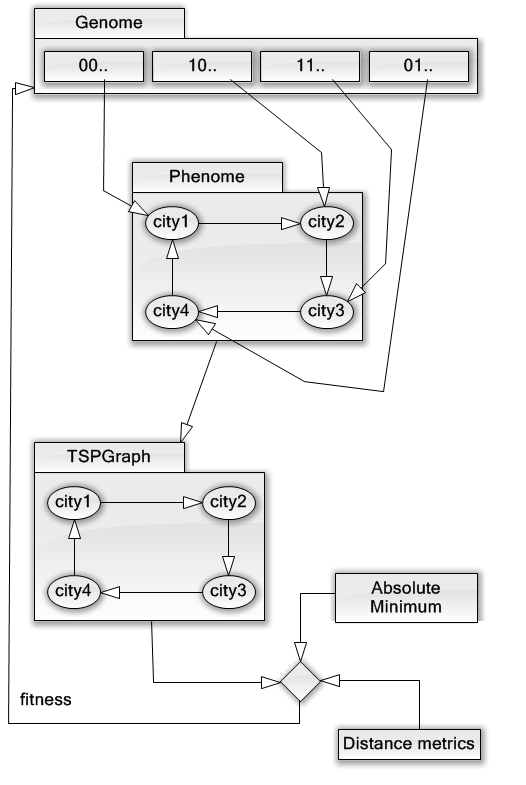 Genome
00..
10..
11..
01..
Phenome
city1
city2
city4
city3
TSPGraph
city1
city2
city4
city3
Absolute
Minimum
fitness
Distance metrics